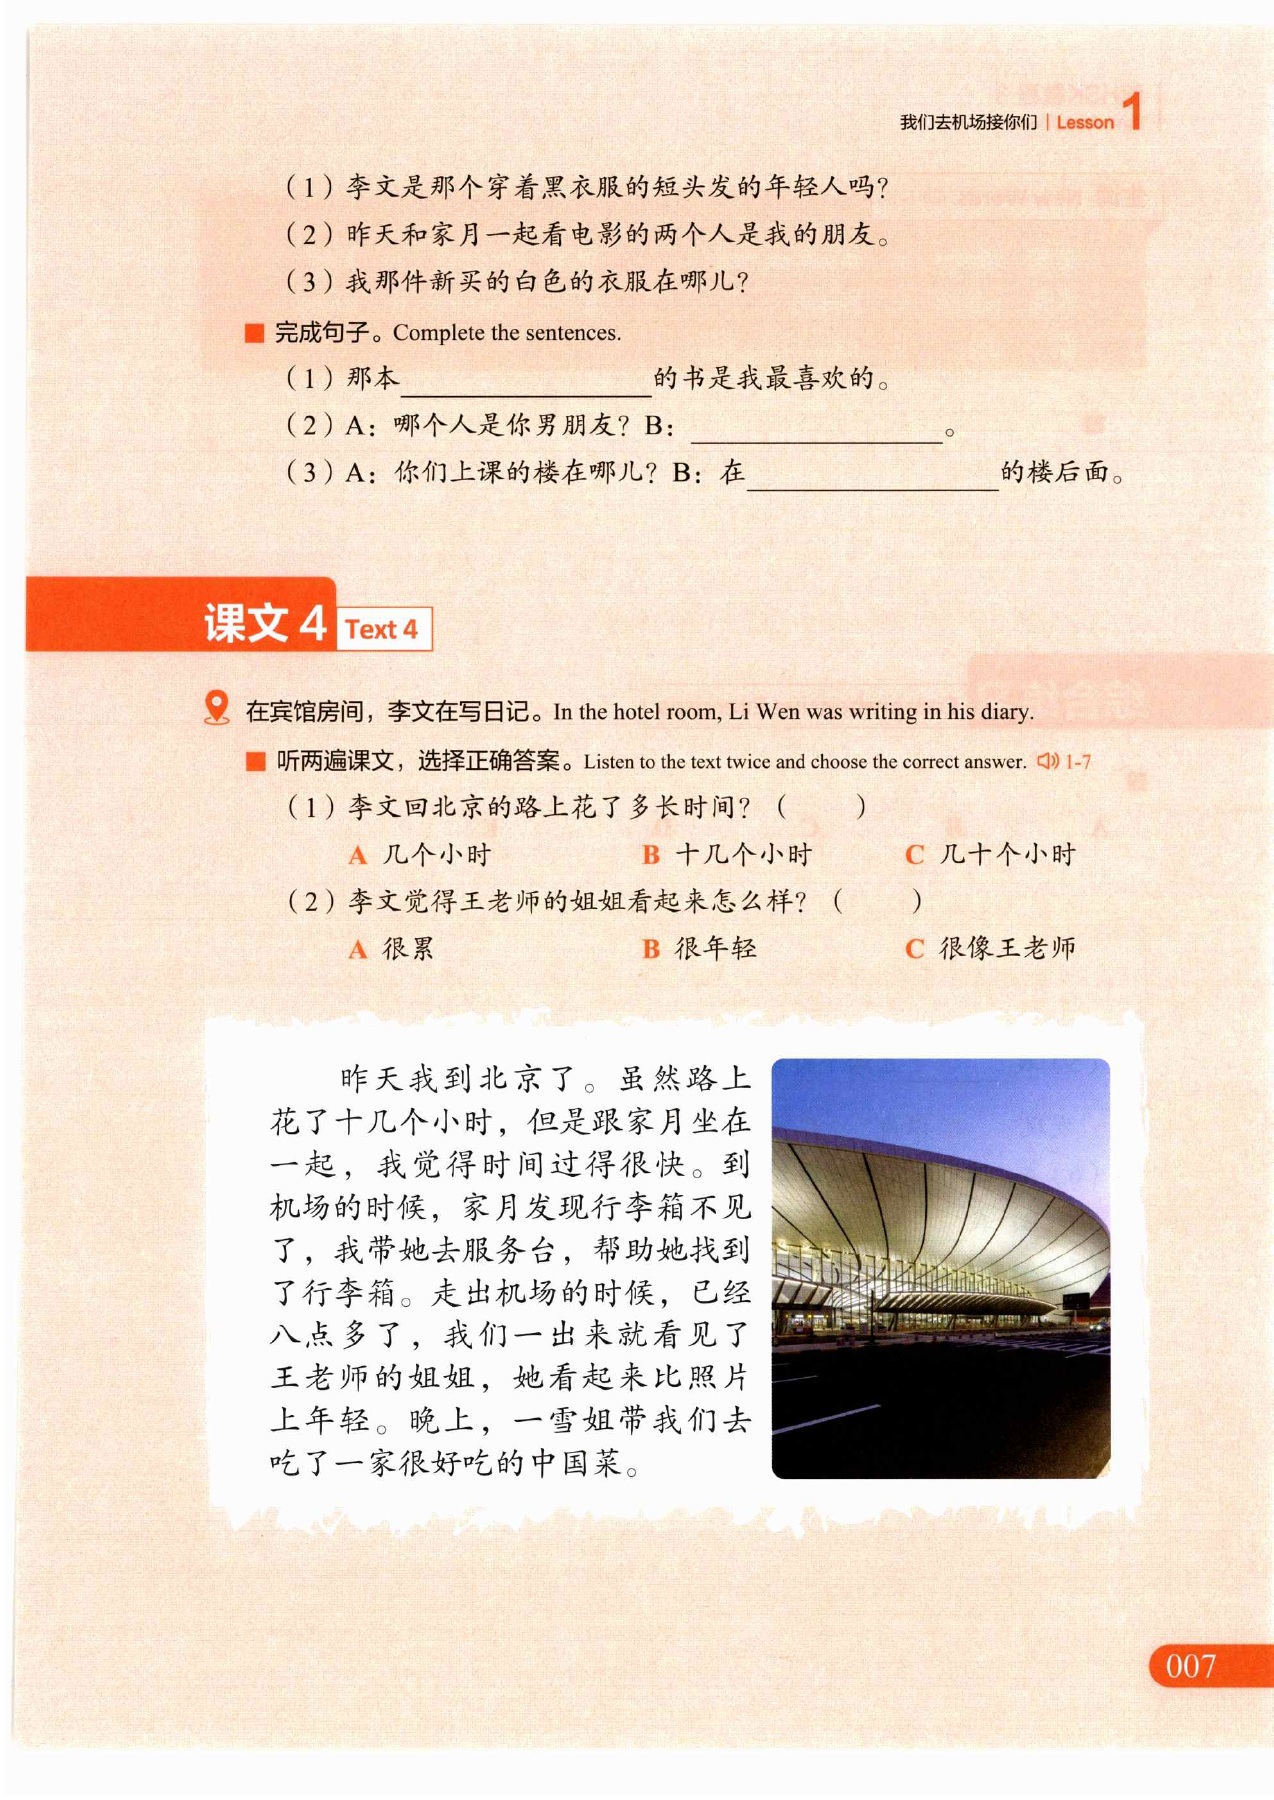 我们去机场接你们 | Lesson 1
（1）李文是那个穿着黑衣服的短头发的年轻人吗？
（2）昨天和家月一起看电影的两个人是我的朋友。
（3）我那件新买的白色的衣服在哪儿？
■ 完成句子。Complete the sentences.
（1）那本____________的书是我最喜欢的。
（2）A：哪个人是你男朋友？B：____________。
（3）A：你们上课的楼在哪儿？B：在____________的楼后面。
课文 4 Text 4
在宾馆房间，李文在写日记。In the hotel room, Li Wen was writing in his diary.
■ 听两遍课文，选择正确答案。Listen to the text twice and choose the correct answer. 1-7
（1）李文回北京的路上花了多长时间？（　　）
A 几个小时 B 十几个小时 C 几十个小时
（2）李文觉得王老师的姐姐看起来怎么样？（　　）
A 很累 B 很年轻 C 很像王老师
昨天我到北京了。虽然路上
花了十几个小时，但是跟家月坐在
一起，我觉得时间过得很快。到
机场的时候，家月发现行李箱不见
了，我带她去服务台，帮助她找到
了行李箱。走出机场的时候，已经
八点多了，我们一出来就看见了
王老师的姐姐，她看起来比照片
上年轻。晚上，一雪姐带我们去
吃了一家很好吃的中国菜。
007